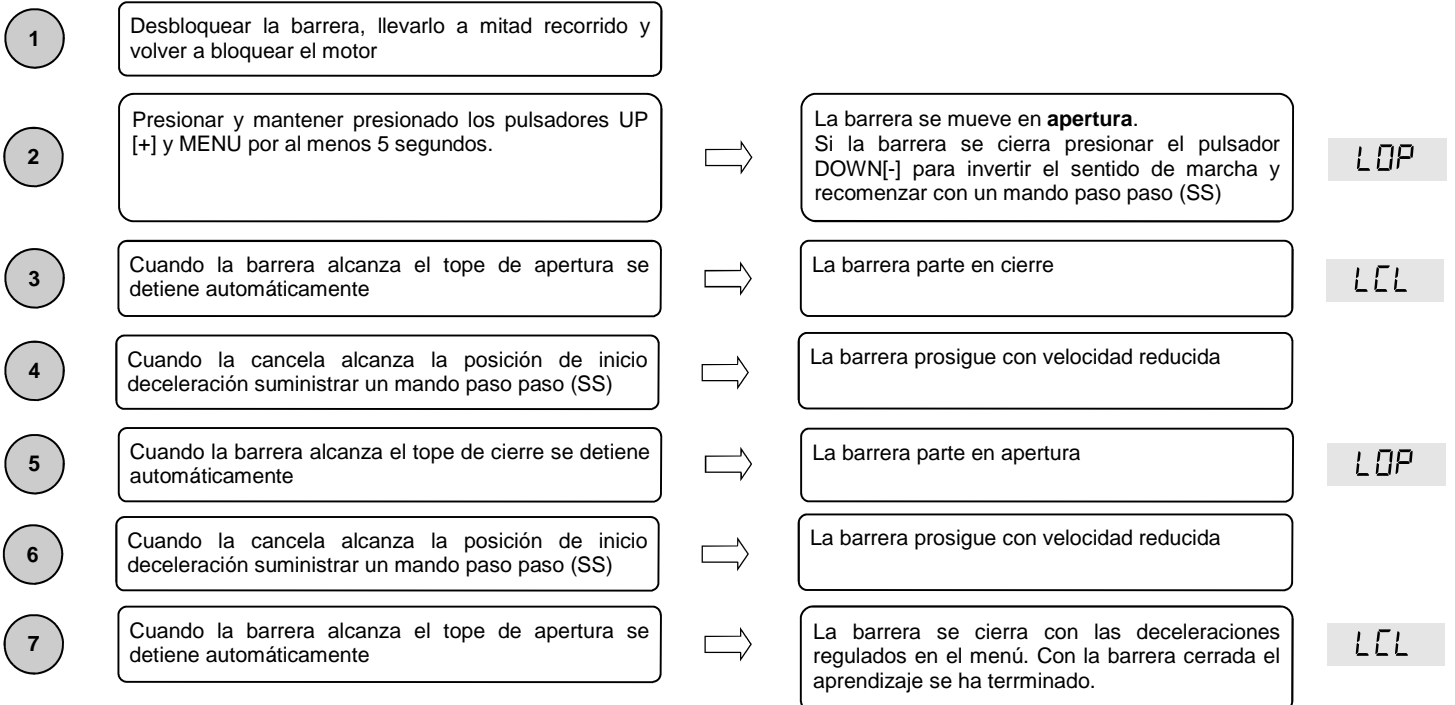 1
Desbloquear la barrera, llevarlo a mitad recorrido y
volver a bloquear el motor
2
Presionar y mantener presionado los pulsadores UP
[+] y MENU por al menos 5 segundos.
La barrera se mueve en apertura.
Si la barrera se cierra presionar el pulsador
DOWN[-] para invertir el sentido de marcha y
recomenzar con un mando paso paso (SS)
LOP
3
Cuando la barrera alcanza el tope de apertura se
detiene automáticamente
La barrera parte en cierre
LCL
4
Cuando la cancela alcanza la posición de inicio
deceleración suministrar un mando paso paso (SS)
La barrera prosigue con velocidad reducida
5
Cuando la barrera alcanza el tope de cierre se detiene
automáticamente
La barrera parte en apertura
LOP
6
Cuando la cancela alcanza la posición de inicio
deceleración suministrar un mando paso paso (SS)
La barrera prosigue con velocidad reducida
7
Cuando la barrera alcanza el tope de apertura se
detiene automáticamente
La barrera se cierra con las deceleraciones
regulados en el menú. Con la barrera cerrada el
aprendizaje se ha terrminado.
LCL